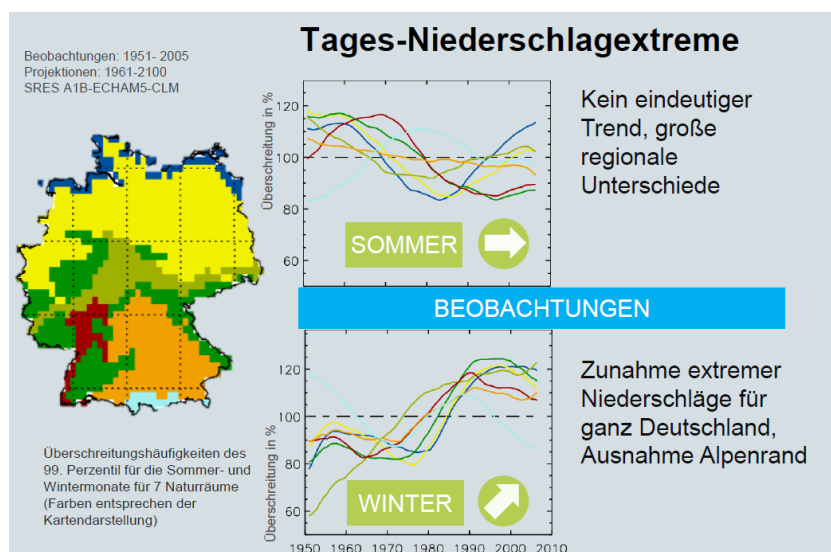 Tages-Niederschlagextreme
Beobachtungen: 1951- 2005
Projektionen: 1961-2100
SRES A1B-ECHAM5-CLM
Überschreitung in %
120
100
80
60
SOMMER
Kein eindeutiger
Trend, große
regionale
Unterschiede
BEOBACHTUNGEN
Überschreitung in %
120
100
80
60
WINTER
1950 1960 1970 1980 1990 2000 2010
Zunahme extremer
Niederschläge für
ganz Deutschland,
Ausnahme Alpenrand
Überschreitungshäufigkeiten des
99. Perzentil für die Sommer- und
Wintermonate für 7 Naturräume
(Farben entsprechen der
Kartendarstellung)